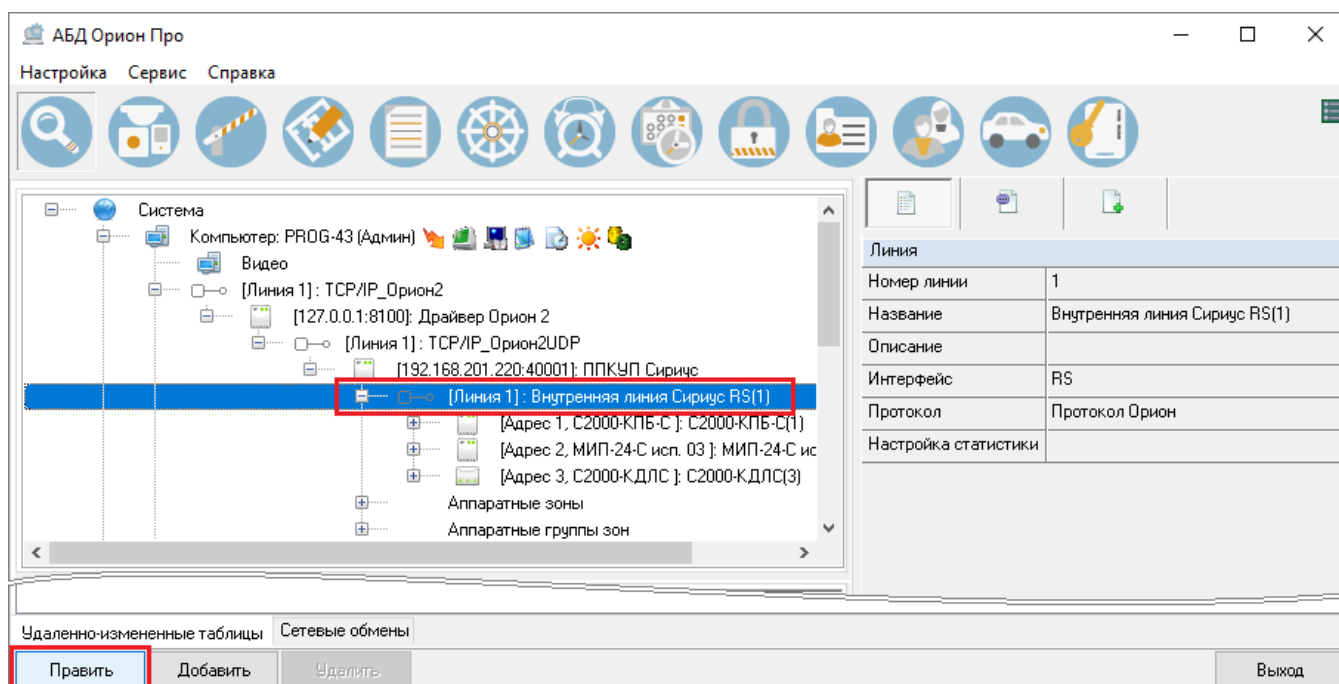 АБД Орион Про
Настройка Сервис Справка
Система
Компьютер: PROG-43 (Админ)
Видео
[Линия 1] : TCP/IP_Орион2
[127.0.0.1:8100]: Драйвер Орион 2
[Линия 1] : TCP/IP_Орион2UDP
[192.168.201.220:40001]: ППКУП Сириус
[Линия 1] : Внутренняя линия Сириус RS(1)
[Адрес 1, С2000-КПБ-С ]: С2000-КПБ-С(1)
[Адрес 2, МИП-24-С исп. 03 ]: МИП-24-С ис
[Адрес 3, С2000-КДЛС ]: С2000-КДЛС(3)
Аппаратные зоны
Аппаратные группы зон
Линия
Номер линии 1
Название Внутренняя линия Сириус RS(1)
Описание
Интерфейс RS
Протокол Протокол Орион
Настройка статистики
Удаленно-измененные таблицы Сетевые обмены
Править Добавить Удалить Выход